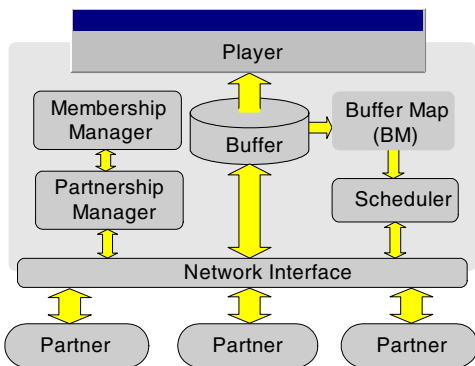 Player
Membership
Manager
Buffer
Buffer Map
(BM)
Partnership
Manager
Scheduler
Network Interface
Partner
Partner
Partner